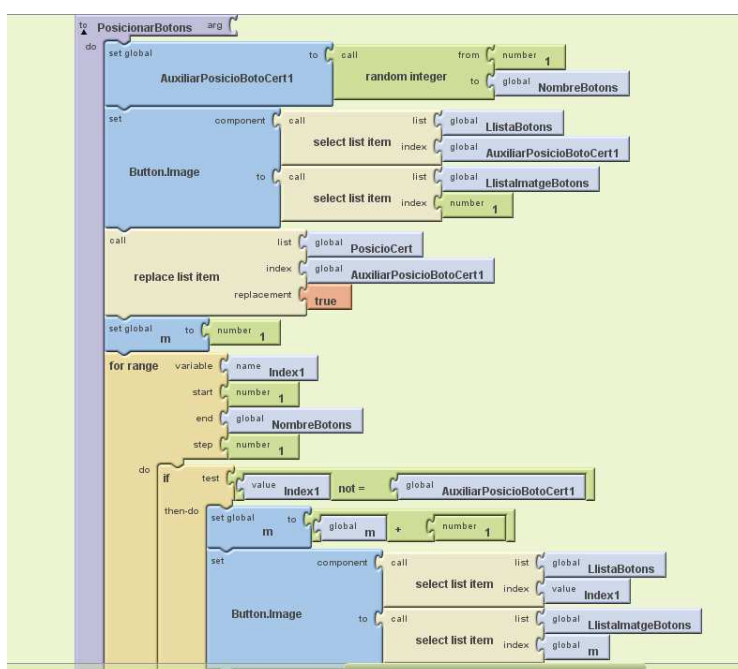 to PosicionarBotons arg
do set global AuxiliarPosicioBotoCert1 to call random integer from number 1
to global NombreBotons
set Button.Image component call select list item list global LlistaBotons
index global AuxiliarPosicioBotoCert1
to call select list item list global LlistaImatgeBotons
index number 1
call replace list item list global PosicioCert
index global AuxiliarPosicioBotoCert1
replacement true
set global m to number 1
for range variable name Index1
start number 1
end global NombreBotons
step number 1
do if test value Index1 not = global AuxiliarPosicioBotoCert1
then-do set global m to global m + number 1
set Button.Image component call select list item list global LlistaBotons
index value Index1
to call select list item list global LlistaImatgeBotons
index global m